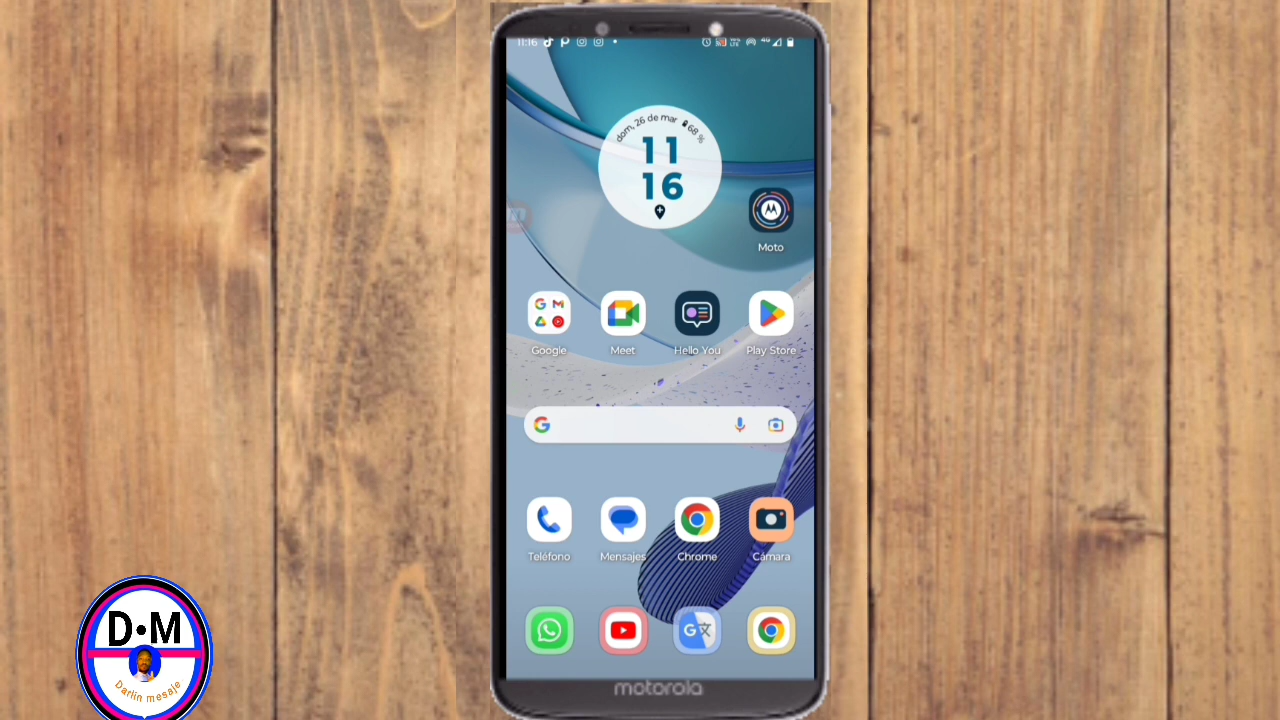 11:16
4G
dom, 26 de mar 68 %
11
16
Moto
Google
Meet
Hello You
Play Store
Teléfono
Mensajes
Chrome
Cámara
motorola
D•M
Darlin mesaje